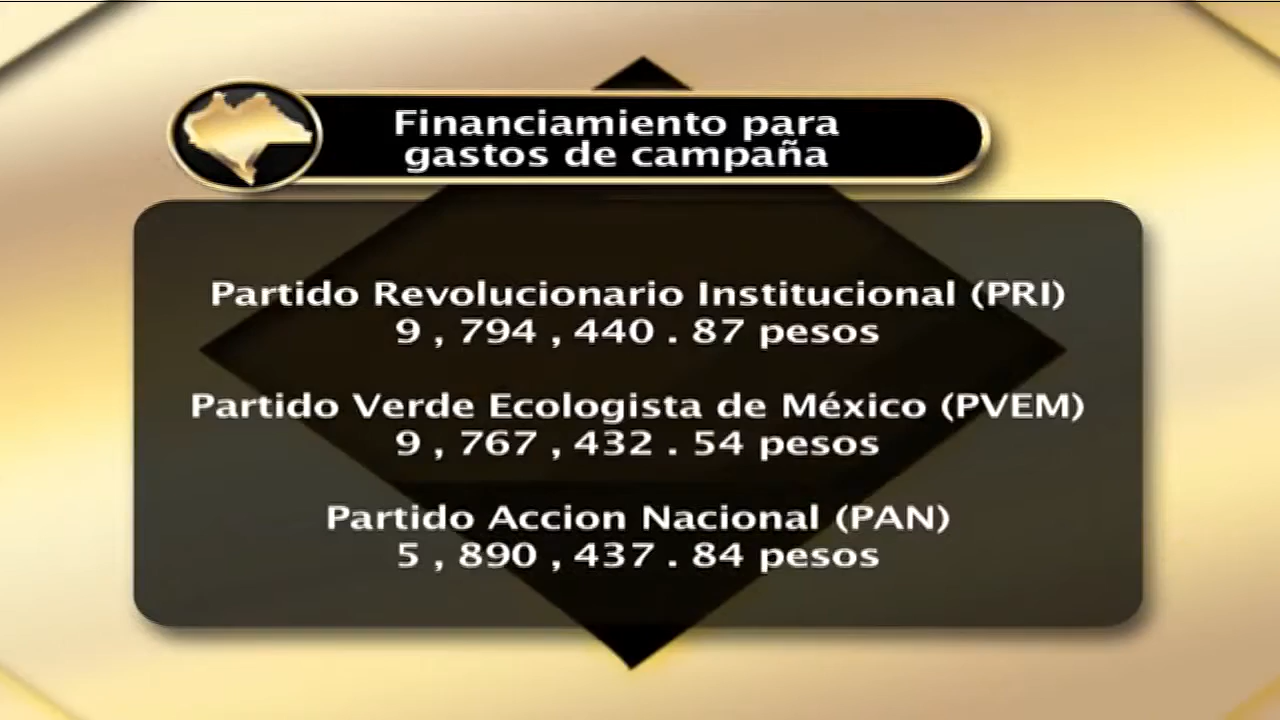 Financiamiento para
gastos de campaña
Partido Revolucionario Institucional (PRI)
9 , 794 , 440 . 87 pesos
Partido Verde Ecologista de México (PVEM)
9 , 767 , 432 . 54 pesos
Partido Accion Nacional (PAN)
5 , 890 , 437 . 84 pesos